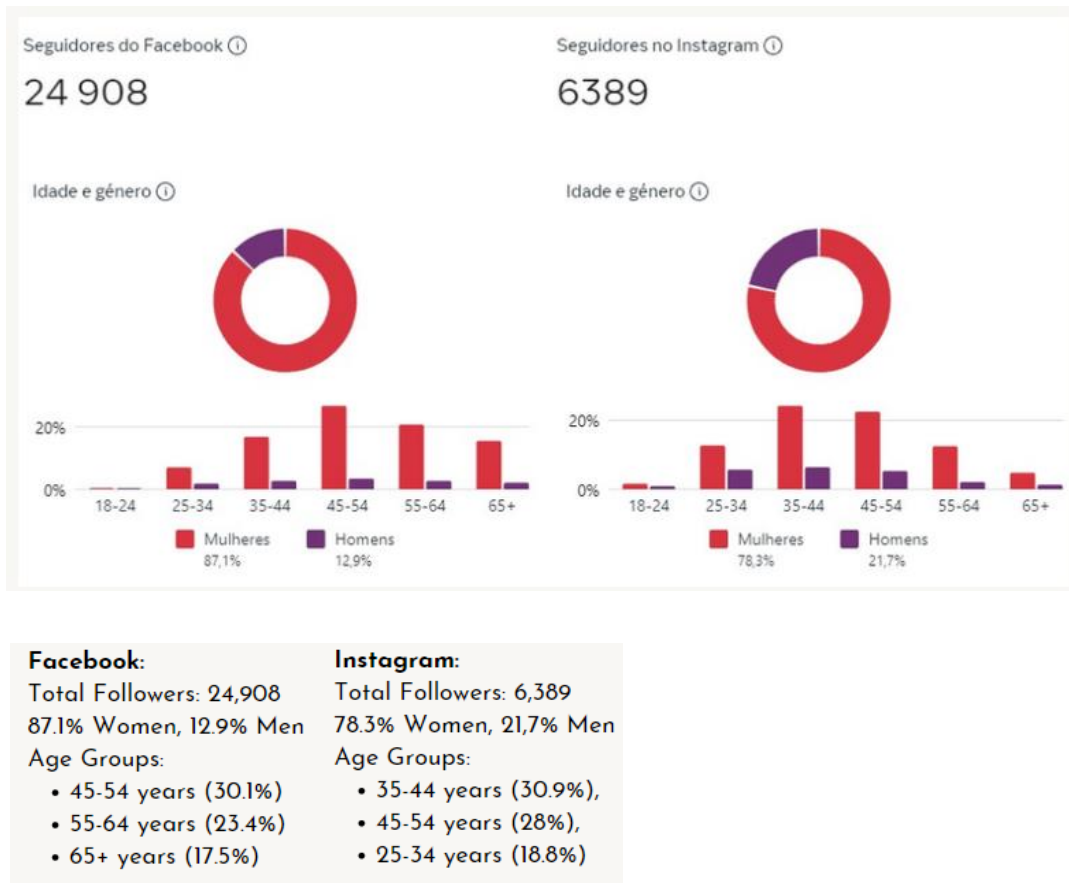 Seguidores do Facebook
24 908
Idade e género
20%
0%
18-24 25-34 35-44 45-54 55-64 65+
Mulheres Homens
87,1% 12,9%
Seguidores no Instagram
6389
Idade e género
20%
0%
18-24 25-34 35-44 45-54 55-64 65+
Mulheres Homens
78,3% 21,7%
Facebook:
Total Followers: 24,908
87.1% Women, 12.9% Men
Age Groups:
• 45-54 years (30.1%)
• 55-64 years (23.4%)
• 65+ years (17.5%)
Instagram:
Total Followers: 6,389
78.3% Women, 21,7% Men
Age Groups:
• 35-44 years (30.9%),
• 45-54 years (28%),
• 25-34 years (18.8%)